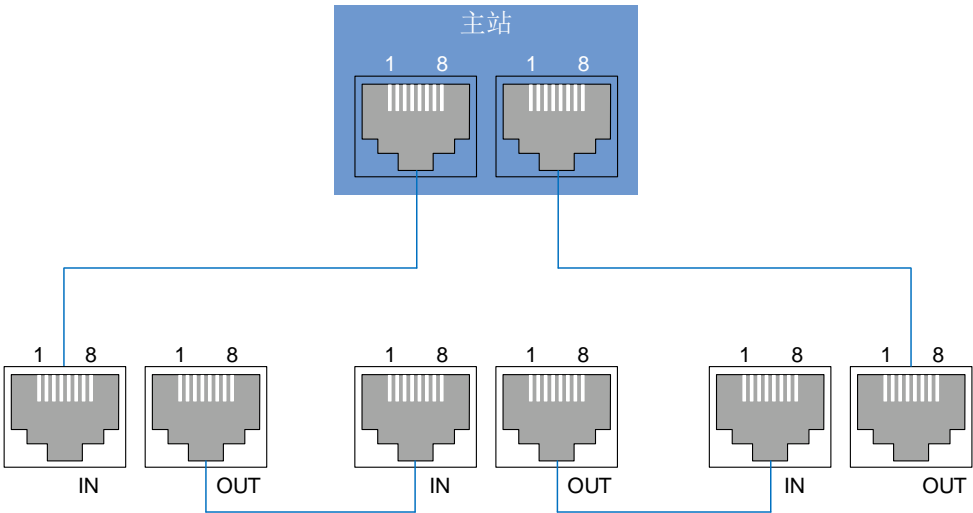 主站
1 8 1 8
1 8 1 8 1 8 1 8 1 8 1 8
IN OUT IN OUT IN OUT